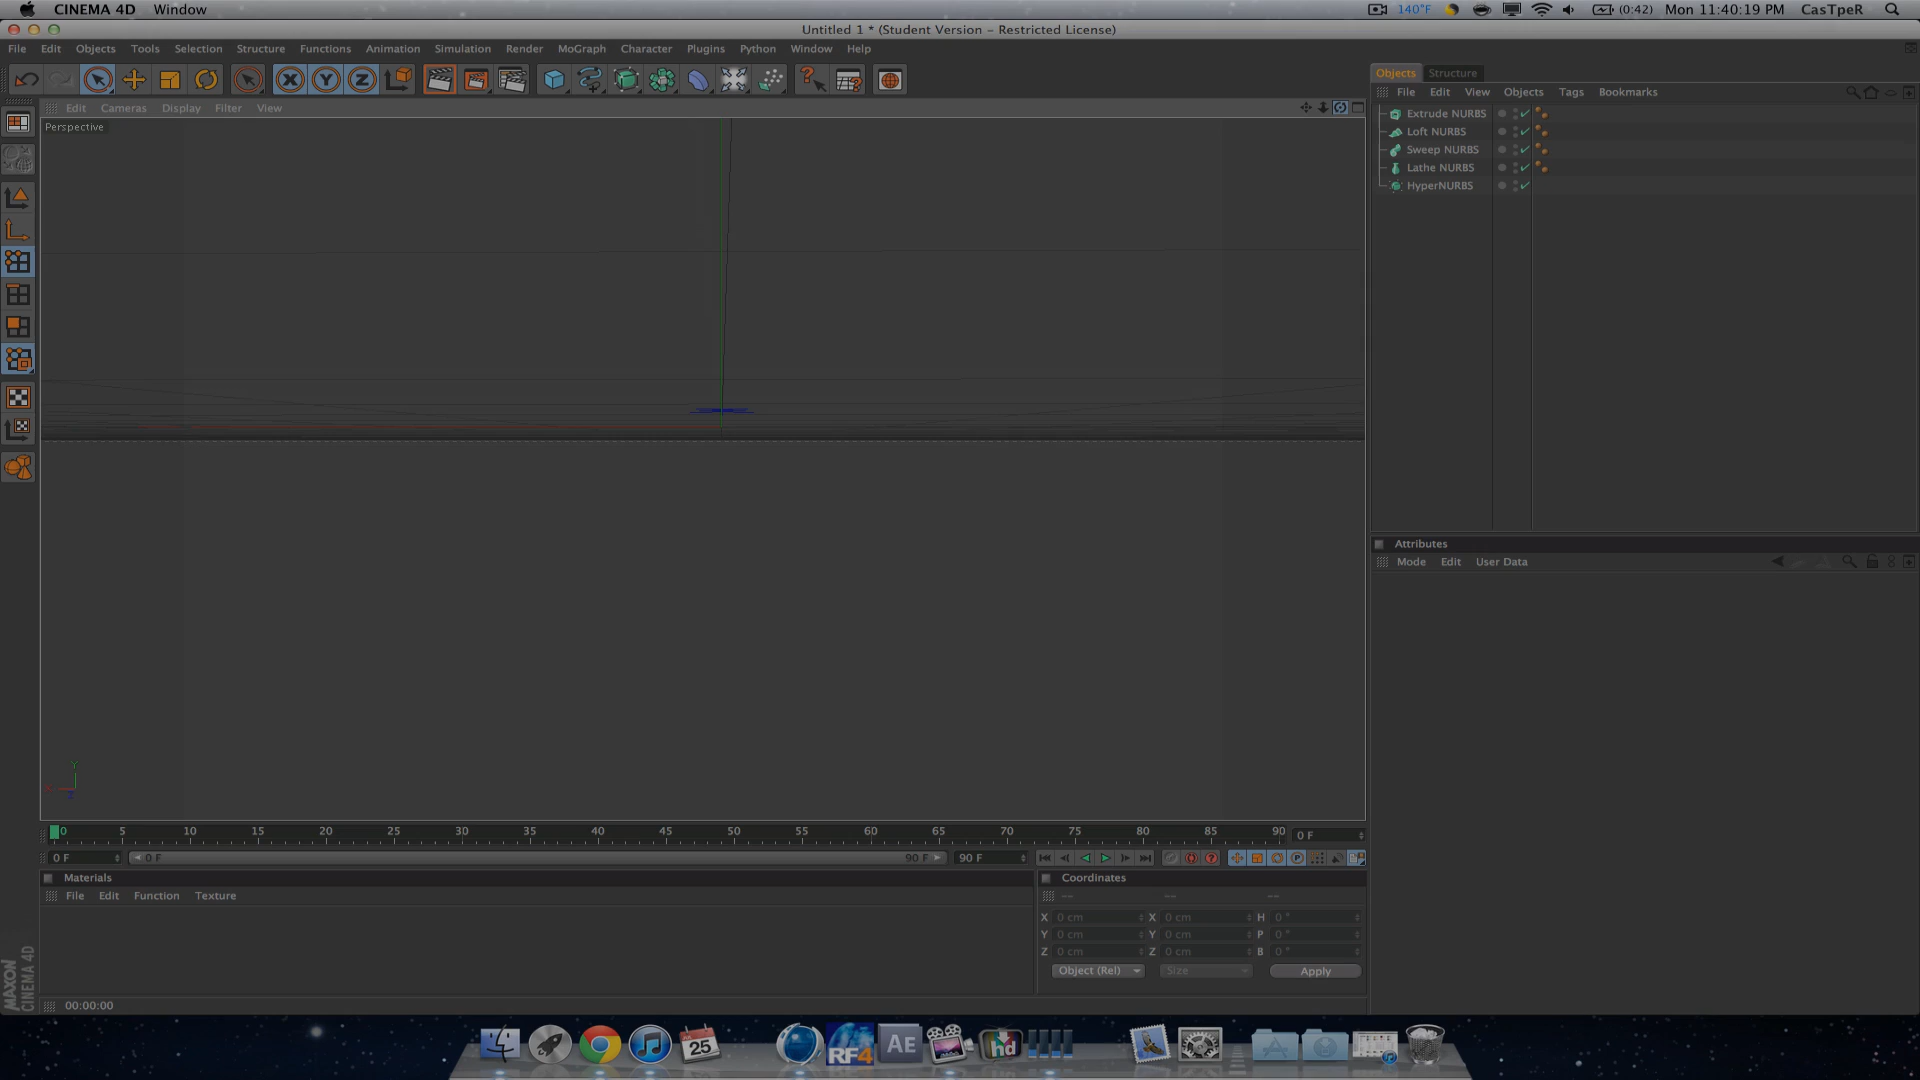 CINEMA 4D Window 140°F (0:42) Mon 11:40:19 PM CasTpeR
Untitled 1 * (Student Version – Restricted License)
File Edit Objects Tools Selection Structure Functions Animation Simulation Render MoGraph Character Plugins Python Window Help
X Y Z
Objects Structure
File Edit View Objects Tags Bookmarks
Edit Cameras Display Filter View
Perspective
Extrude NURBS
Loft NURBS
Sweep NURBS
Lathe NURBS
HyperNURBS
Attributes
Mode Edit User Data
Y
0 5 10 15 20 25 30 35 40 45 50 55 60 65 70 75 80 85 90 0 F
0 F 0 F 90 F 90 F P
Materials
File Edit Function Texture
Coordinates
-- -- --
X 0 cm X 0 cm H 0 °
Y 0 cm Y 0 cm P 0 °
Z 0 cm Z 0 cm B 0 °
Object (Rel) Size Apply
MAXON
CINEMA 4D
00:00:00
25 RF4 AE hd